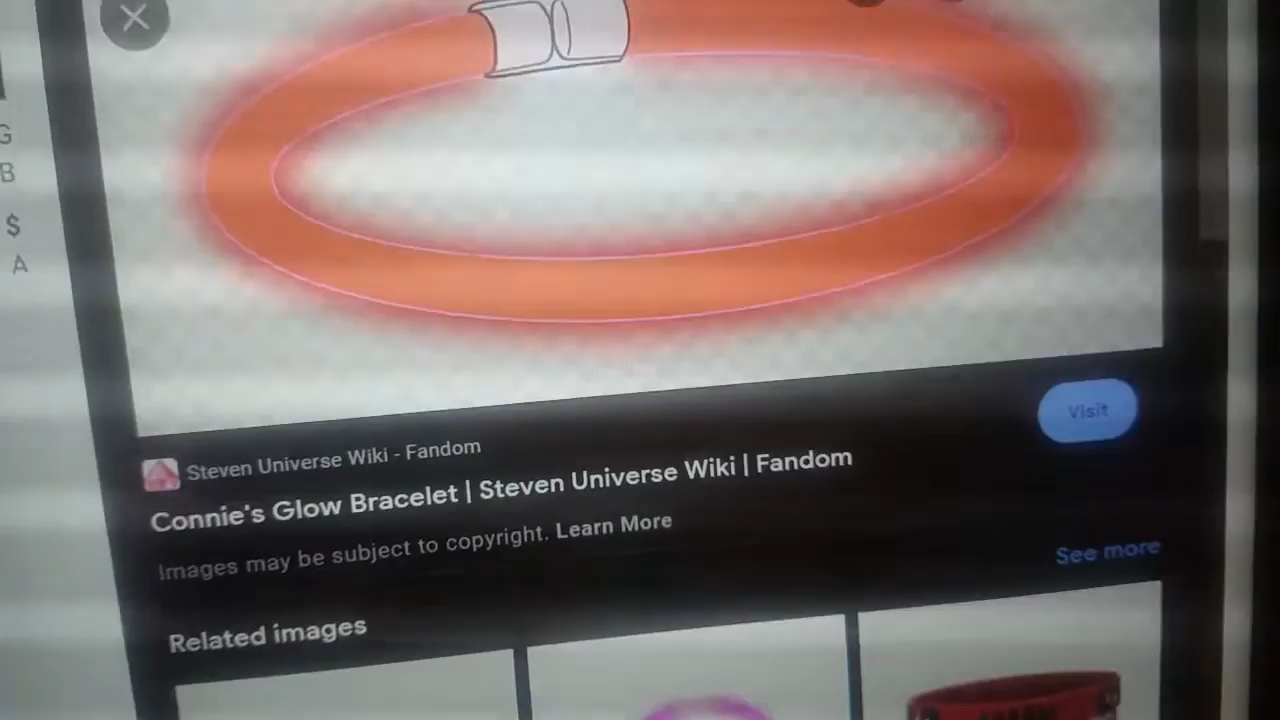 G
B
$
A
Steven Universe Wiki - Fandom
Visit
Connie's Glow Bracelet | Steven Universe Wiki | Fandom
Images may be subject to copyright. Learn More
See more
Related images